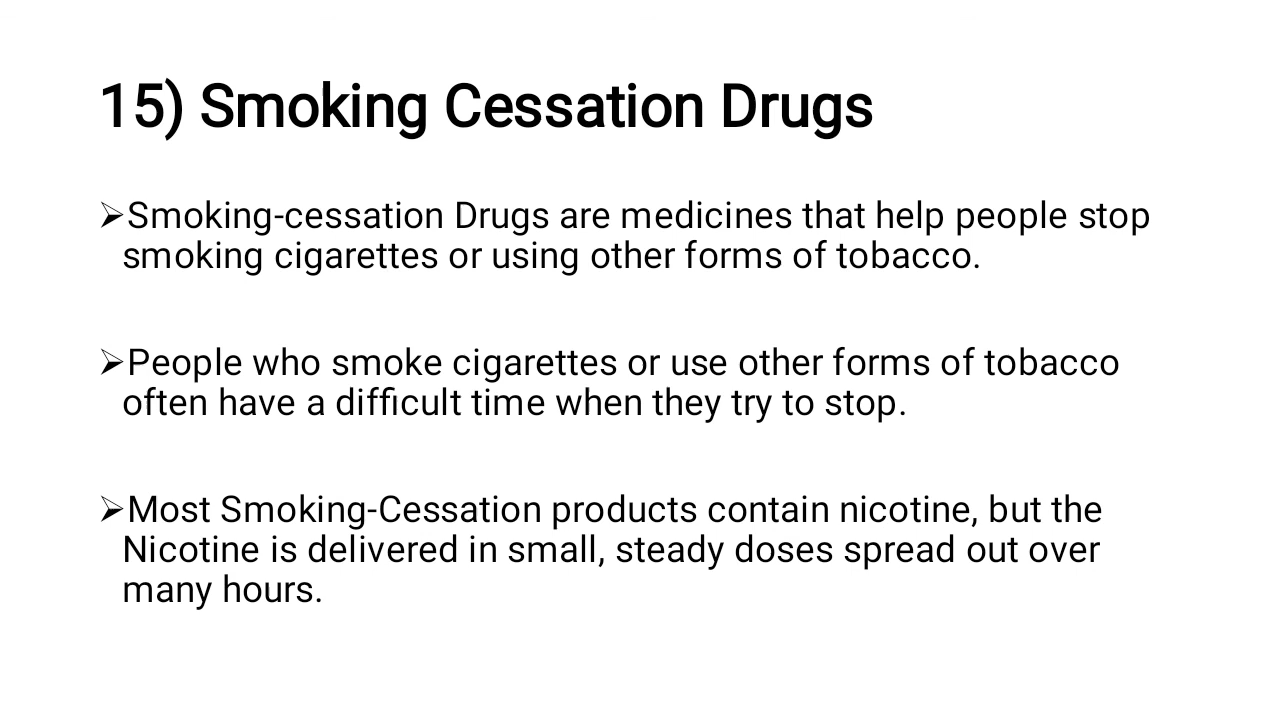 15) Smoking Cessation Drugs
➢Smoking-cessation Drugs are medicines that help people stop
smoking cigarettes or using other forms of tobacco.
➢People who smoke cigarettes or use other forms of tobacco
often have a difficult time when they try to stop.
➢Most Smoking-Cessation products contain nicotine, but the
Nicotine is delivered in small, steady doses spread out over
many hours.